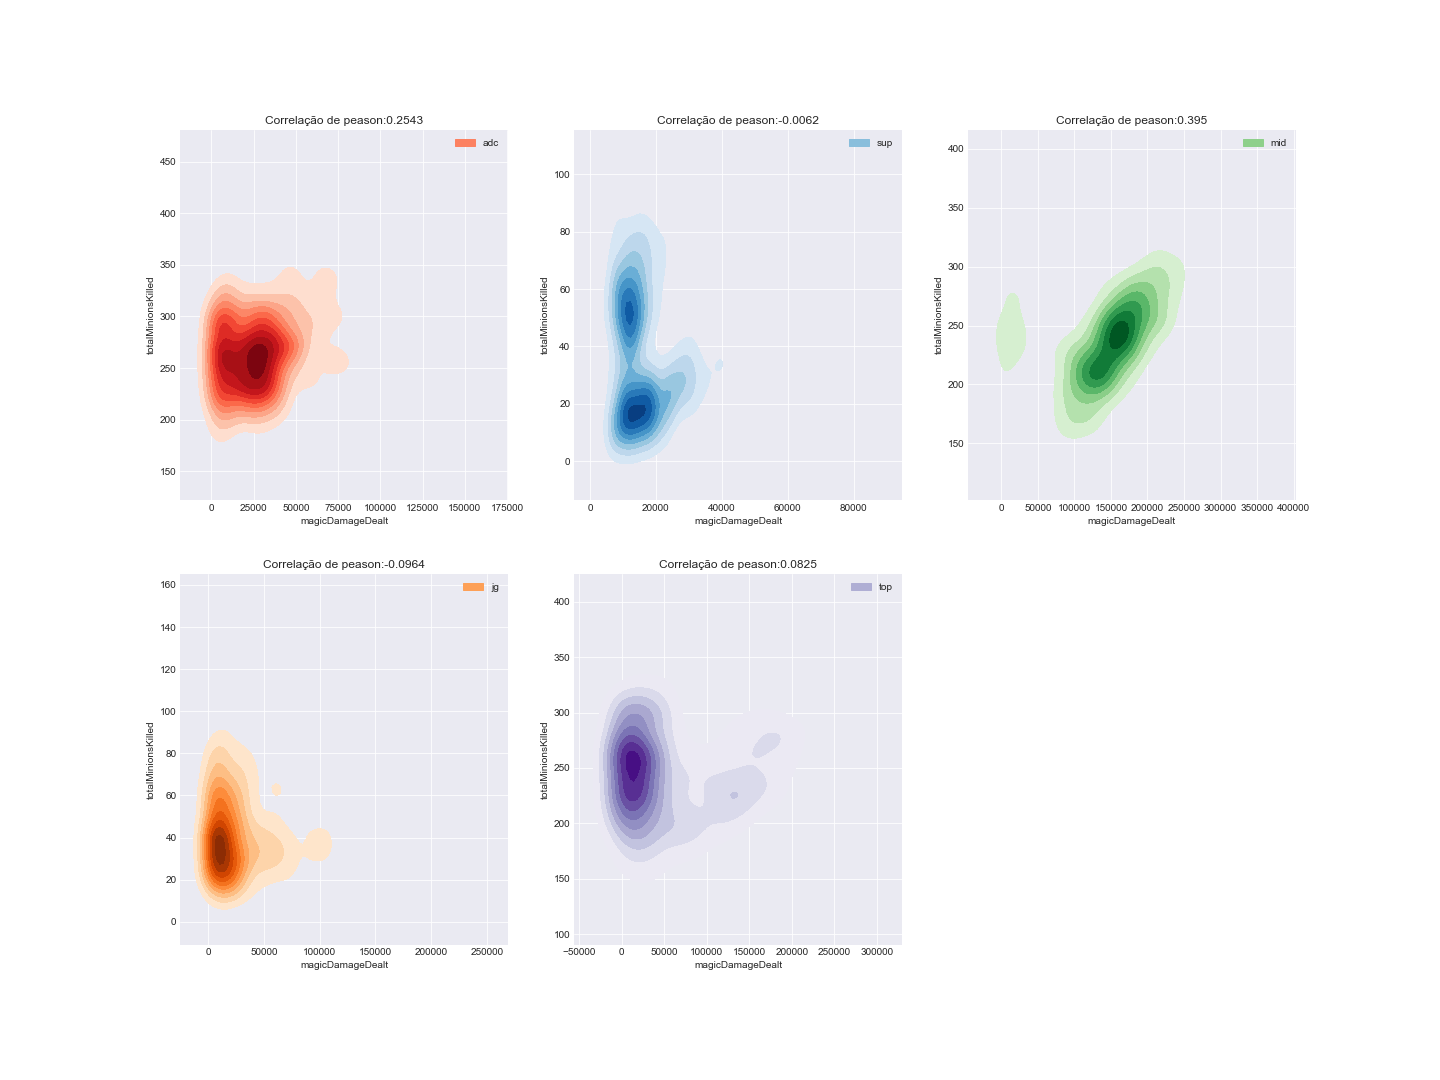 Correlação de peason:0.2543
adc
450
400
350
300
250
200
150
totalMinionsKilled
0 25000 50000 75000 100000 125000 150000 175000
magicDamageDealt
Correlação de peason:-0.0062
sup
100
80
60
40
20
0
totalMinionsKilled
0 20000 40000 60000 80000
magicDamageDealt
Correlação de peason:0.395
mid
400
350
300
250
200
150
totalMinionsKilled
0 50000 100000 150000 200000 250000 300000 350000 400000
magicDamageDealt
Correlação de peason:-0.0964
jg
160
140
120
100
80
60
40
20
0
totalMinionsKilled
0 50000 100000 150000 200000 250000
magicDamageDealt
Correlação de peason:0.0825
top
400
350
300
250
200
150
100
totalMinionsKilled
−50000 0 50000 100000 150000 200000 250000 300000
magicDamageDealt